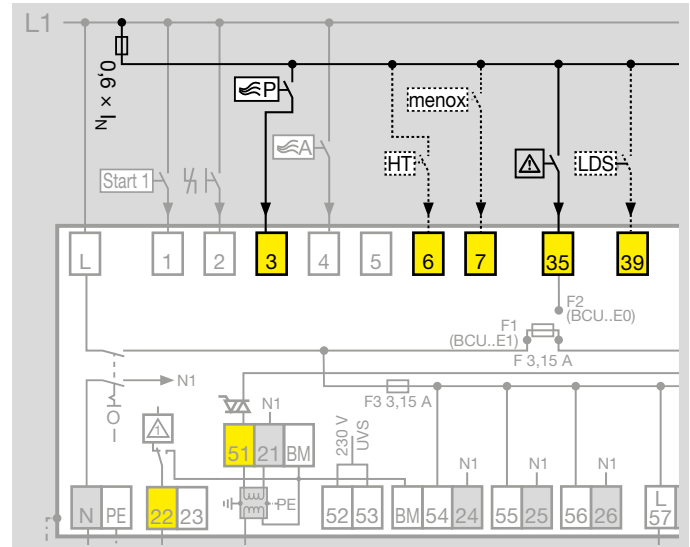 L1
0,6 × IN
P
A
menox
HT
LDS
Start 1
L
1
2
3
4
5
6
7
35
39
F2
(BCU..E0)
F1
(BCU..E1)
F 3,15 A
N1
F3 3,15 A
O
I
1
N1
230 V
UVS
51
21
BM
N1
N1
N1
PE
N
PE
22
23
52
53
BM
54
24
55
25
56
26
L
57